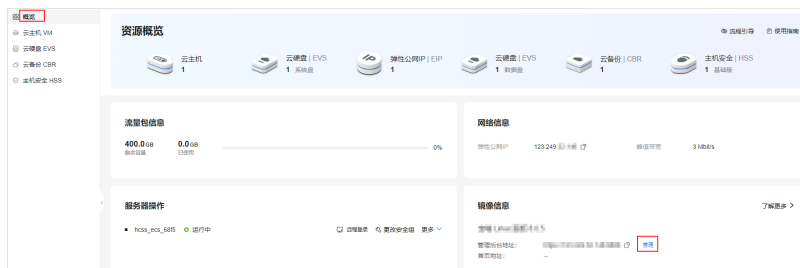 概览
云主机 VM
云硬盘 EVS
云备份 CBR
主机安全 HSS
资源概览
流程引导 使用指南
云主机
1
云硬盘 | EVS
1 系统盘
弹性公网IP | EIP
1
云硬盘 | EVS
1 数据盘
云备份 | CBR
1
主机安全 | HSS
1 基础版
流量包信息
400.0 GB
剩余容量
0.0 GB
已使用
0%
网络信息
弹性公网IP 123.249.
峰值带宽 3 Mbit/s
服务器操作
hcss_ecs_68f5 运行中
远程登录 更改安全组 更多
镜像信息
了解更多 >
管理后台地址: 管理
首页地址: --